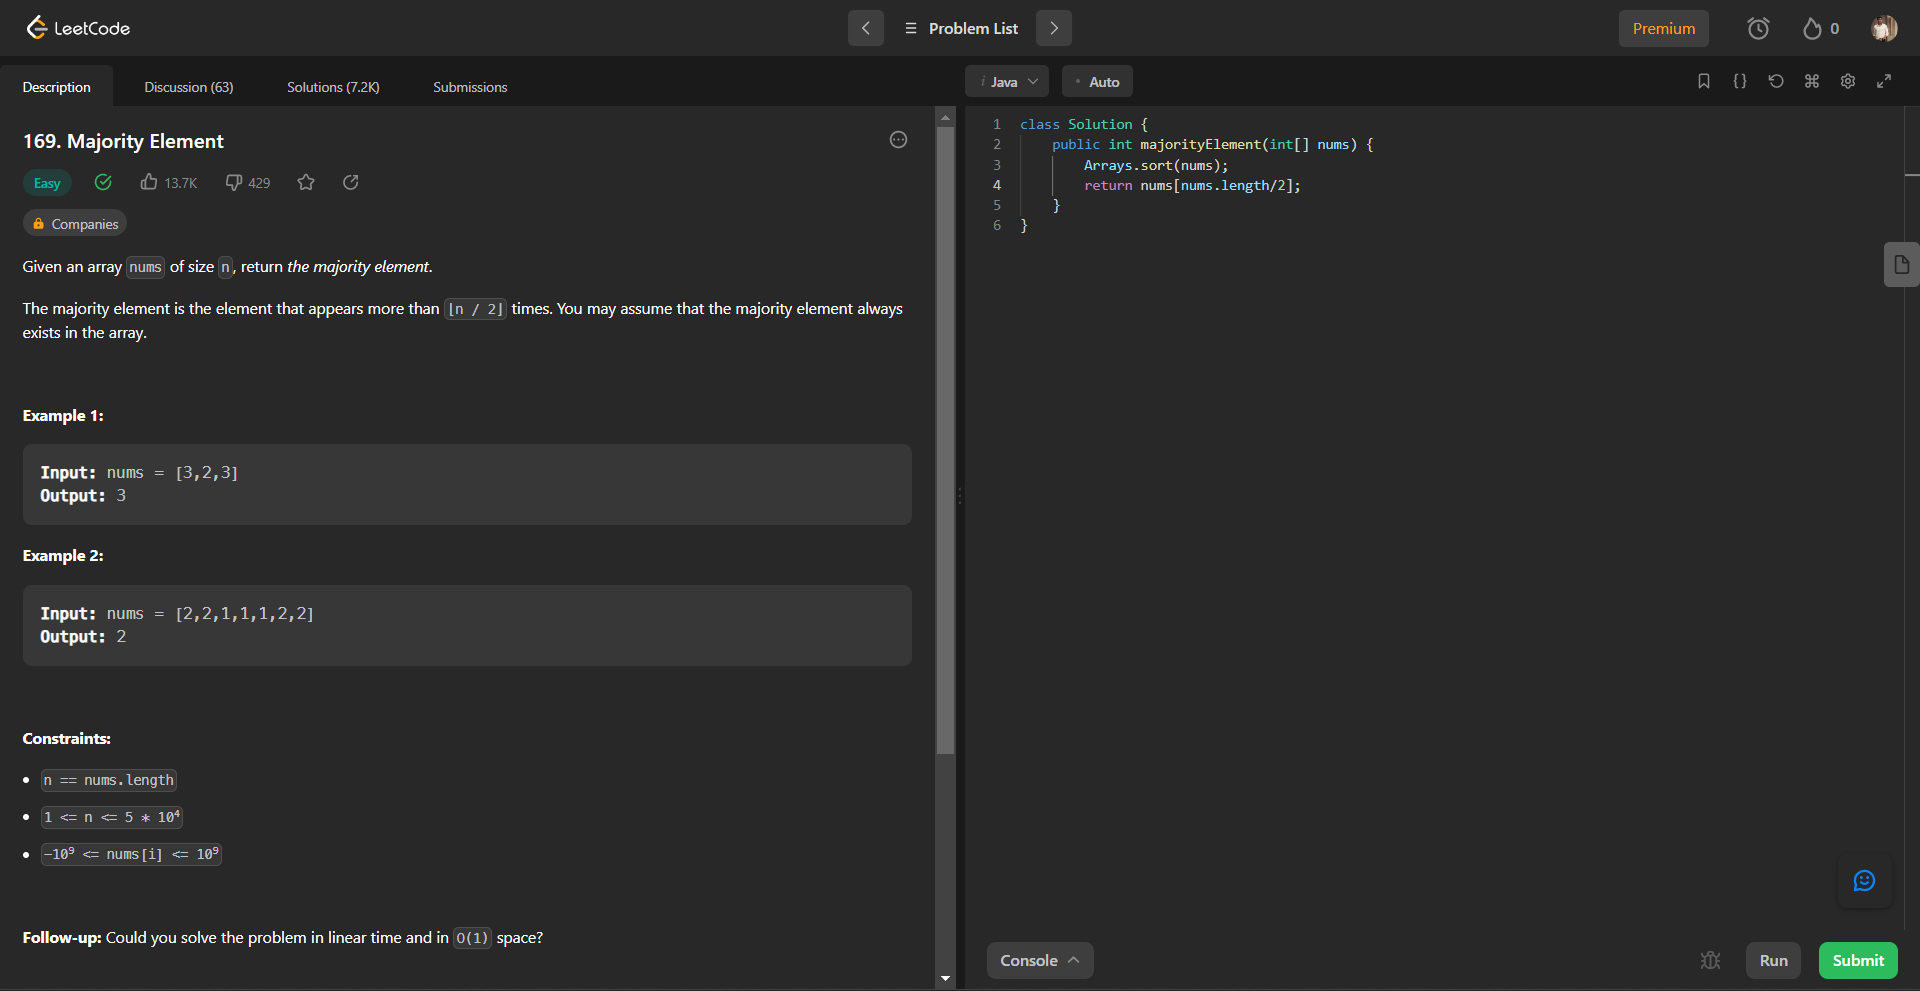 LeetCode
Problem List
Premium
0
Description
Discussion (63)
Solutions (7.2K)
Submissions
169. Majority Element
Easy
13.7K
429
Companies
Given an array nums of size n, return the majority element.
The majority element is the element that appears more than ⌊n / 2⌋ times. You may assume that the majority element always
exists in the array.
Example 1:
Input: nums = [3,2,3]
Output: 3
Example 2:
Input: nums = [2,2,1,1,1,2,2]
Output: 2
Constraints:
n == nums.length
1 <= n <= 5 * 10⁴
-10⁹ <= nums[i] <= 10⁹
Follow-up: Could you solve the problem in linear time and in O(1) space?
i Java
Auto
1 class Solution {
2 public int majorityElement(int[] nums) {
3 Arrays.sort(nums);
4 return nums[nums.length/2];
5 }
6 }
Console
Run
Submit